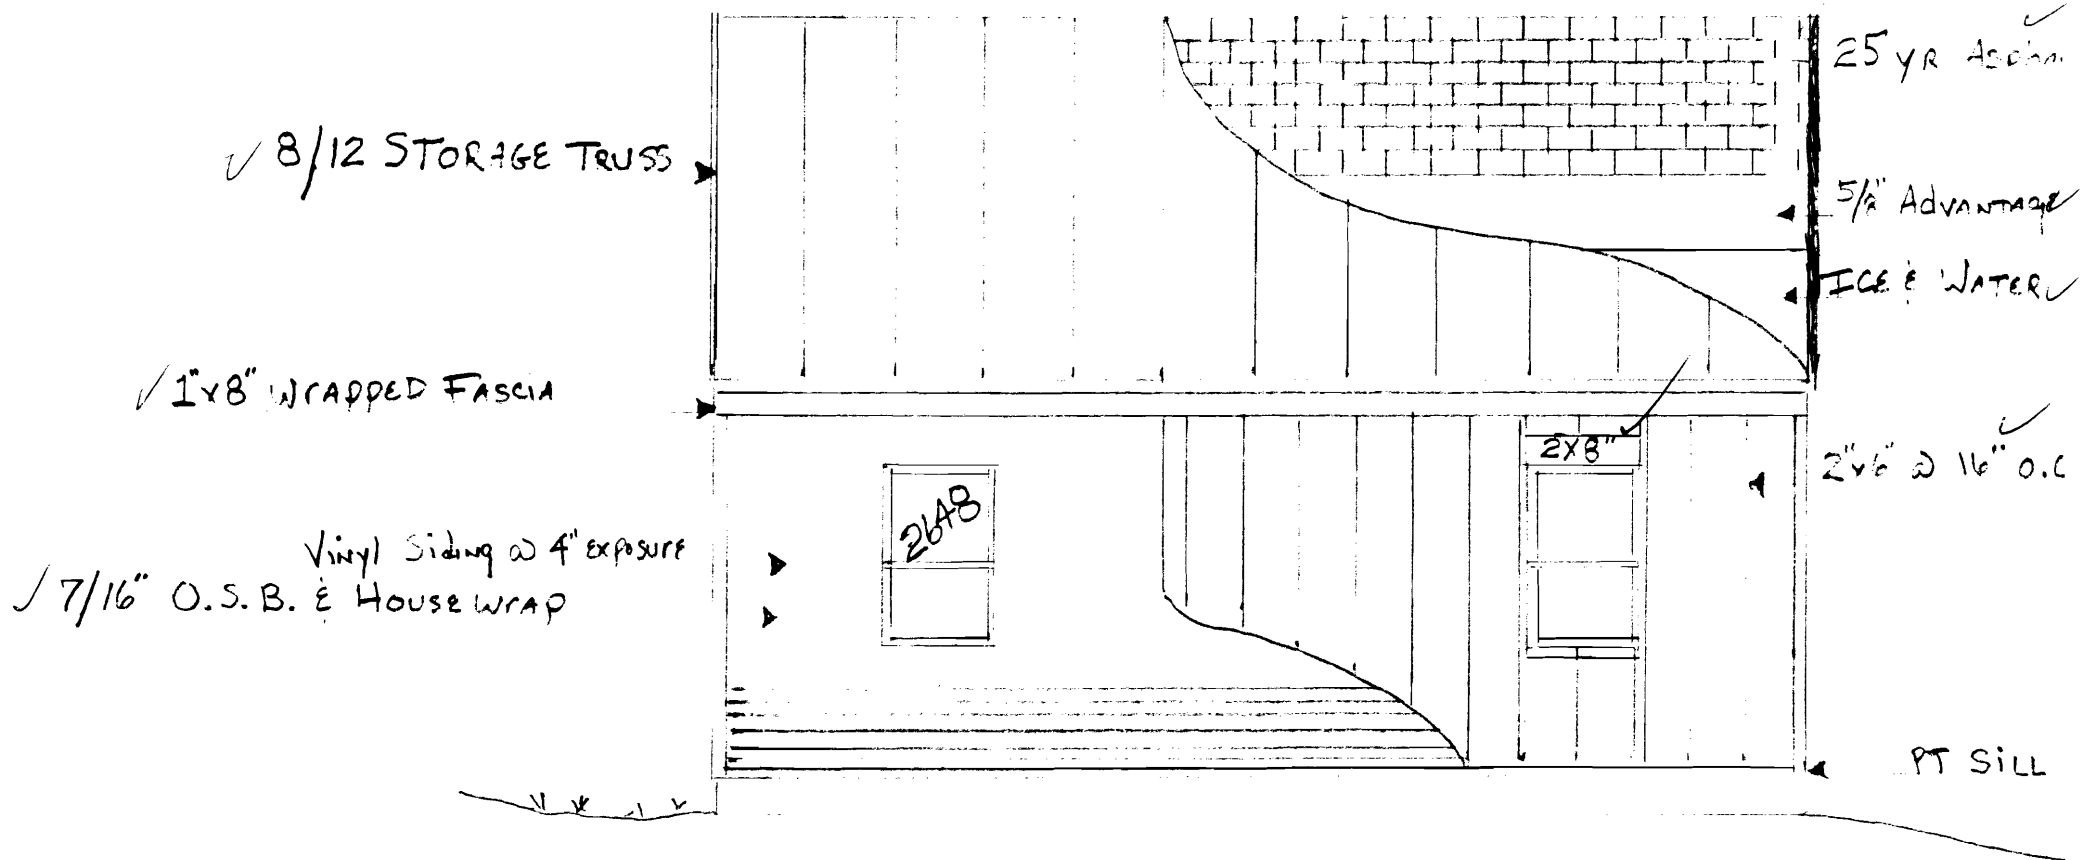 25 YR
✓ 8/12 STORAGE TRUSS
5/8" ADVANTAGE
ICE & WATER ✓
✓ 1"x8" WRAPPED FASCIA
2x8"
2"x6" @ 16" O.C
2648
Vinyl Siding @ 4" EXPOSURE
✓ 7/16" O.S.B. & HOUSEWRAP
PT SILL